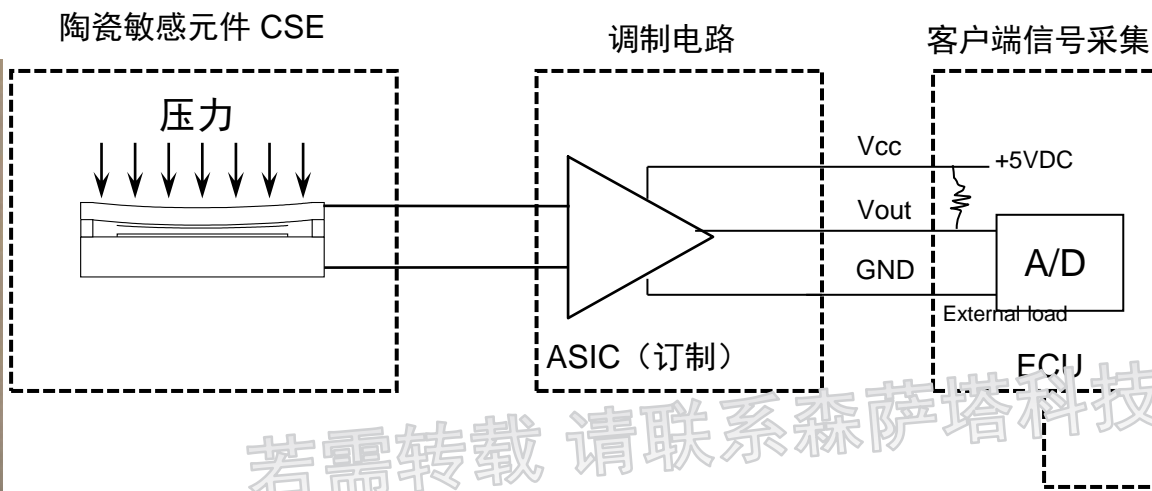 陶瓷敏感元件 CSE
调制电路
客户端信号采集
压力
Vcc
+5VDC
Vout
GND
A/D
External load
ASIC（订制）
ECU
若需转载 请联系森萨塔科技